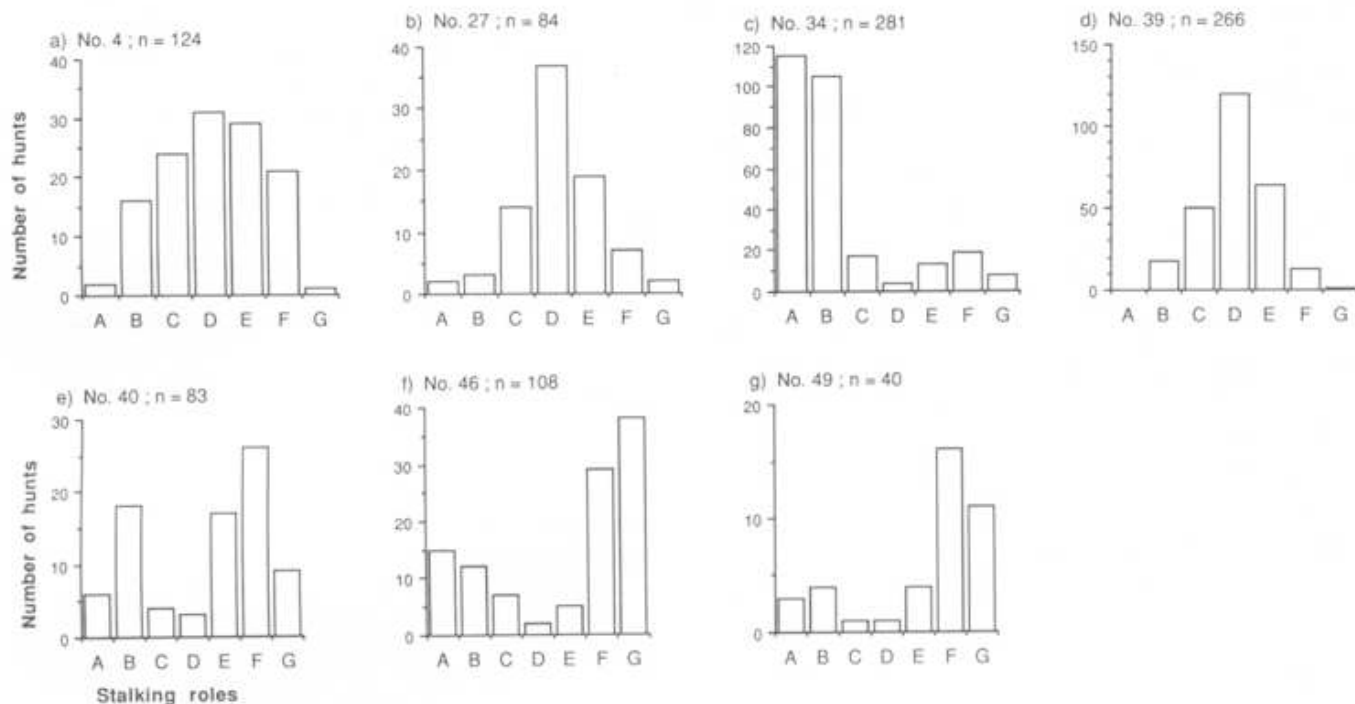 a) No. 4 ; n = 124
b) No. 27 ; n = 84
c) No. 34 ; n = 281
d) No. 39 ; n = 266
Number of hunts
40
30
20
10
0
A B C D E F G
40
30
20
10
0
A B C D E F G
120
100
80
60
40
20
0
A B C D E F G
150
100
50
0
A B C D E F G
e) No. 40 ; n = 83
f) No. 46 ; n = 108
g) No. 49 ; n = 40
Number of hunts
30
20
10
0
A B C D E F G
Stalking roles
40
30
20
10
0
A B C D E F G
20
10
0
A B C D E F G